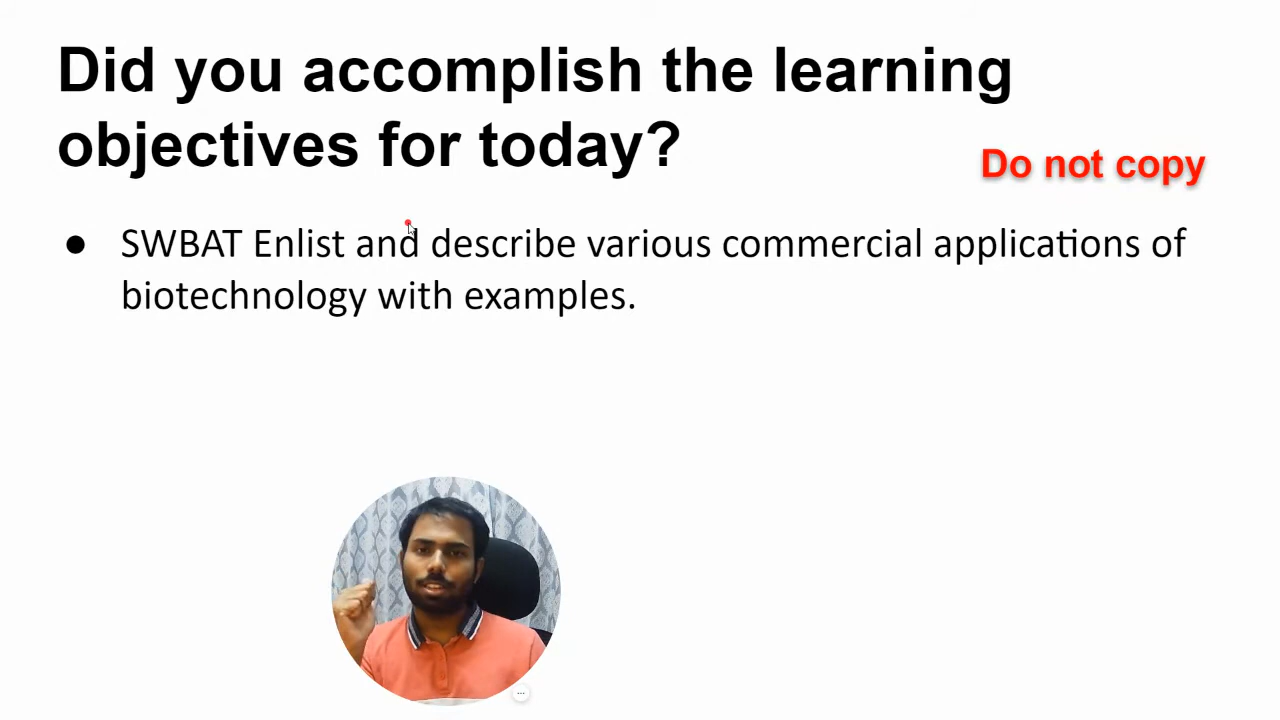 Did you accomplish the learning
objectives for today?
Do not copy
● SWBAT Enlist and describe various commercial applications of
biotechnology with examples.